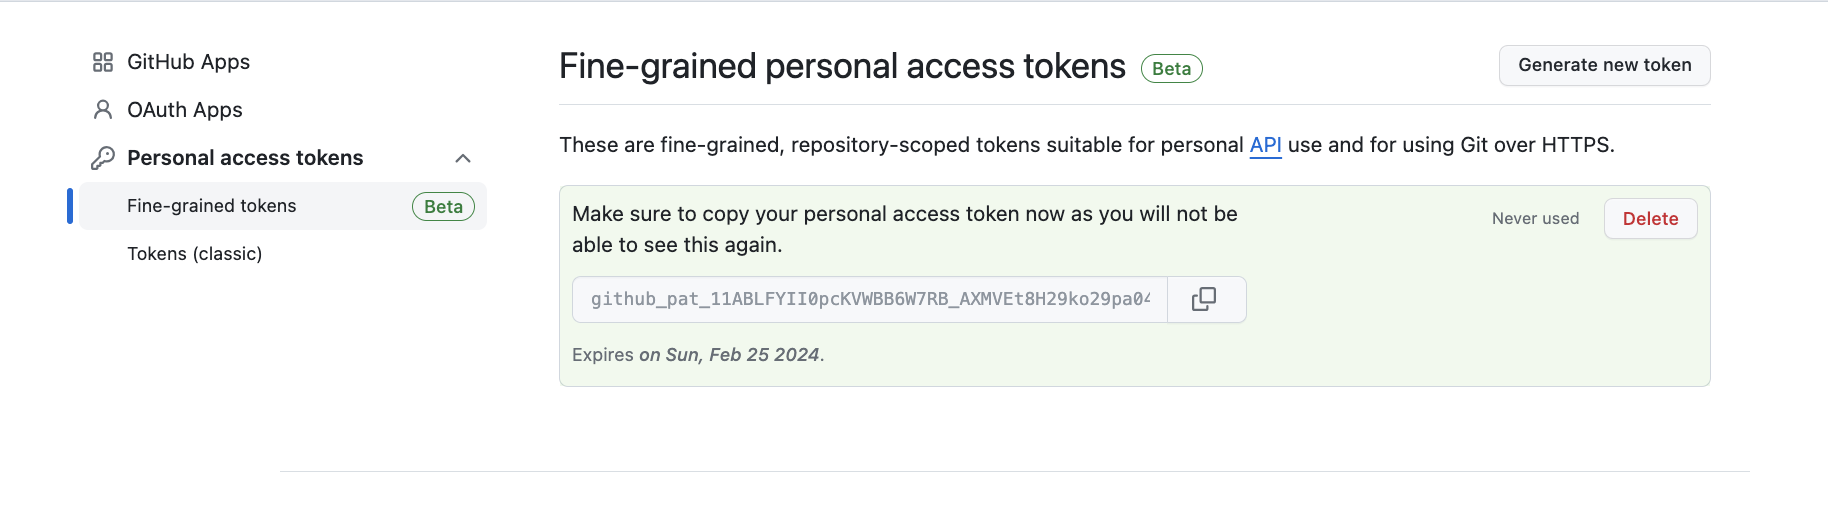 GitHub Apps
OAuth Apps
Personal access tokens
Fine-grained tokens Beta
Tokens (classic)
Fine-grained personal access tokens Beta
Generate new token
These are fine-grained, repository-scoped tokens suitable for personal API use and for using Git over HTTPS.
Make sure to copy your personal access token now as you will not be
able to see this again.
Never used
Delete
github_pat_11ABLFYII0pcKVWBB6W7RB_AXMVEt8H29ko29pa04
Expires on Sun, Feb 25 2024.